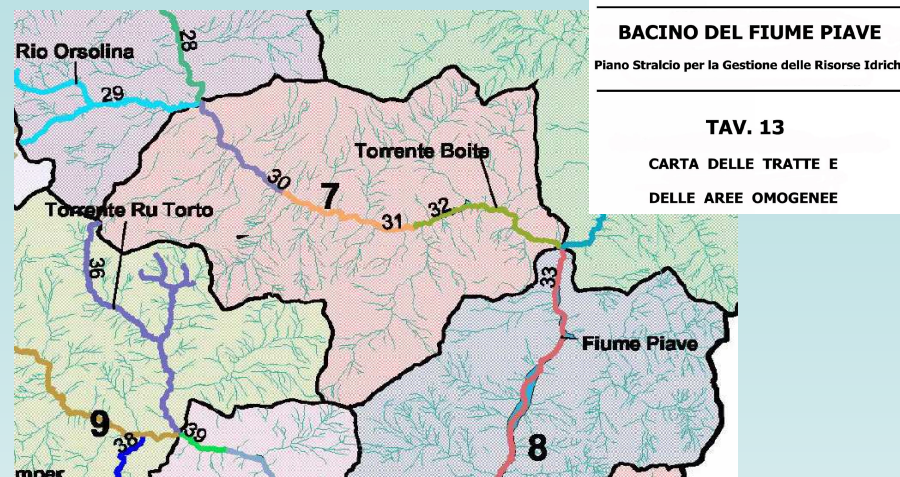 BACINO DEL FIUME PIAVE
Piano Stralcio per la Gestione delle Risorse Idrich
TAV. 13
CARTA DELLE TRATTE E
DELLE AREE OMOGENEE
28
Rio Orsolina
29
Torrente Boite
30
7
32
31
Torrente Ru Torto
36
33
Fiume Piave
9
38
39
8
mper